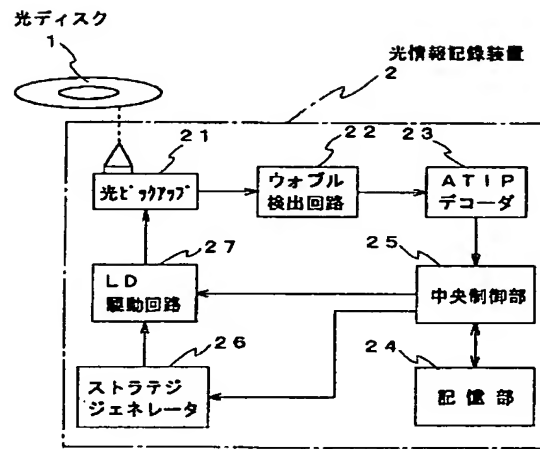 光ディスク
1
光情報記録装置
2
21
22
23
光ピックアップ
ウォブル
検出回路
ATIP
デコーダ
27
25
LD
駆動回路
中央制御部
26
24
ストラテジ
ジェネレータ
記憶部